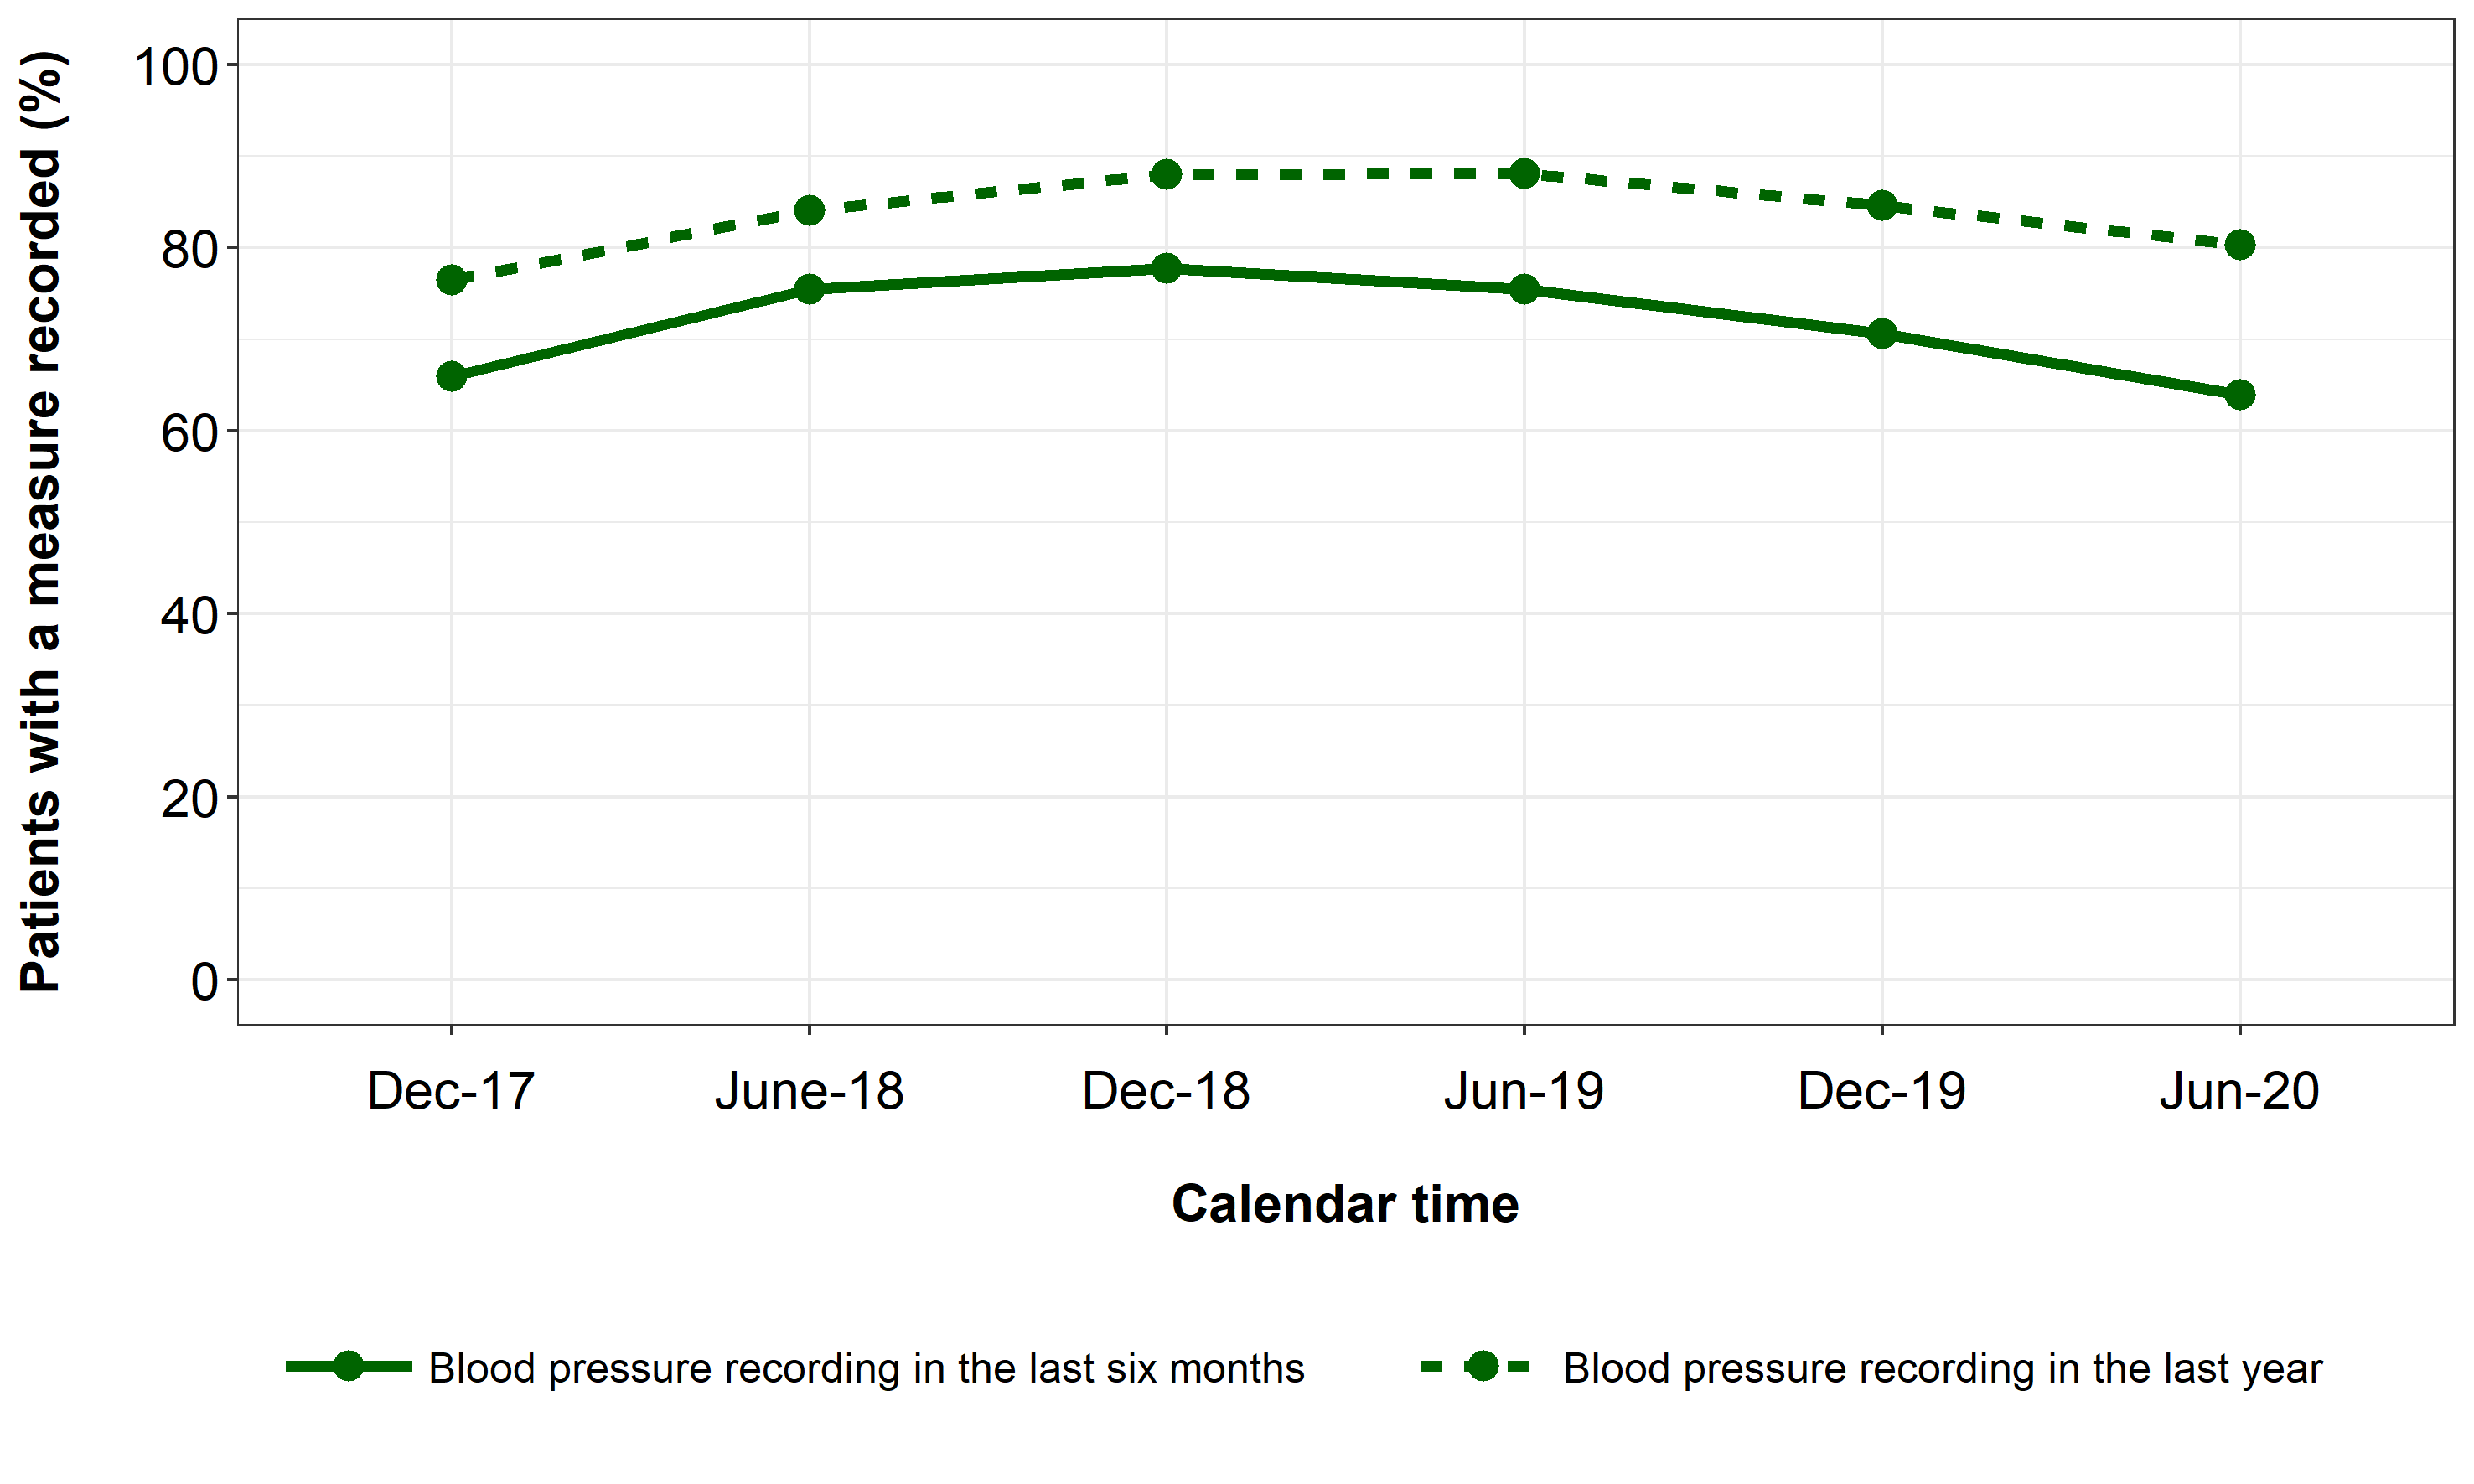 Patients with a measure recorded (%)
100
80
60
40
20
0
Dec-17 June-18 Dec-18 Jun-19 Dec-19 Jun-20
Calendar time
Blood pressure recording in the last six months Blood pressure recording in the last year